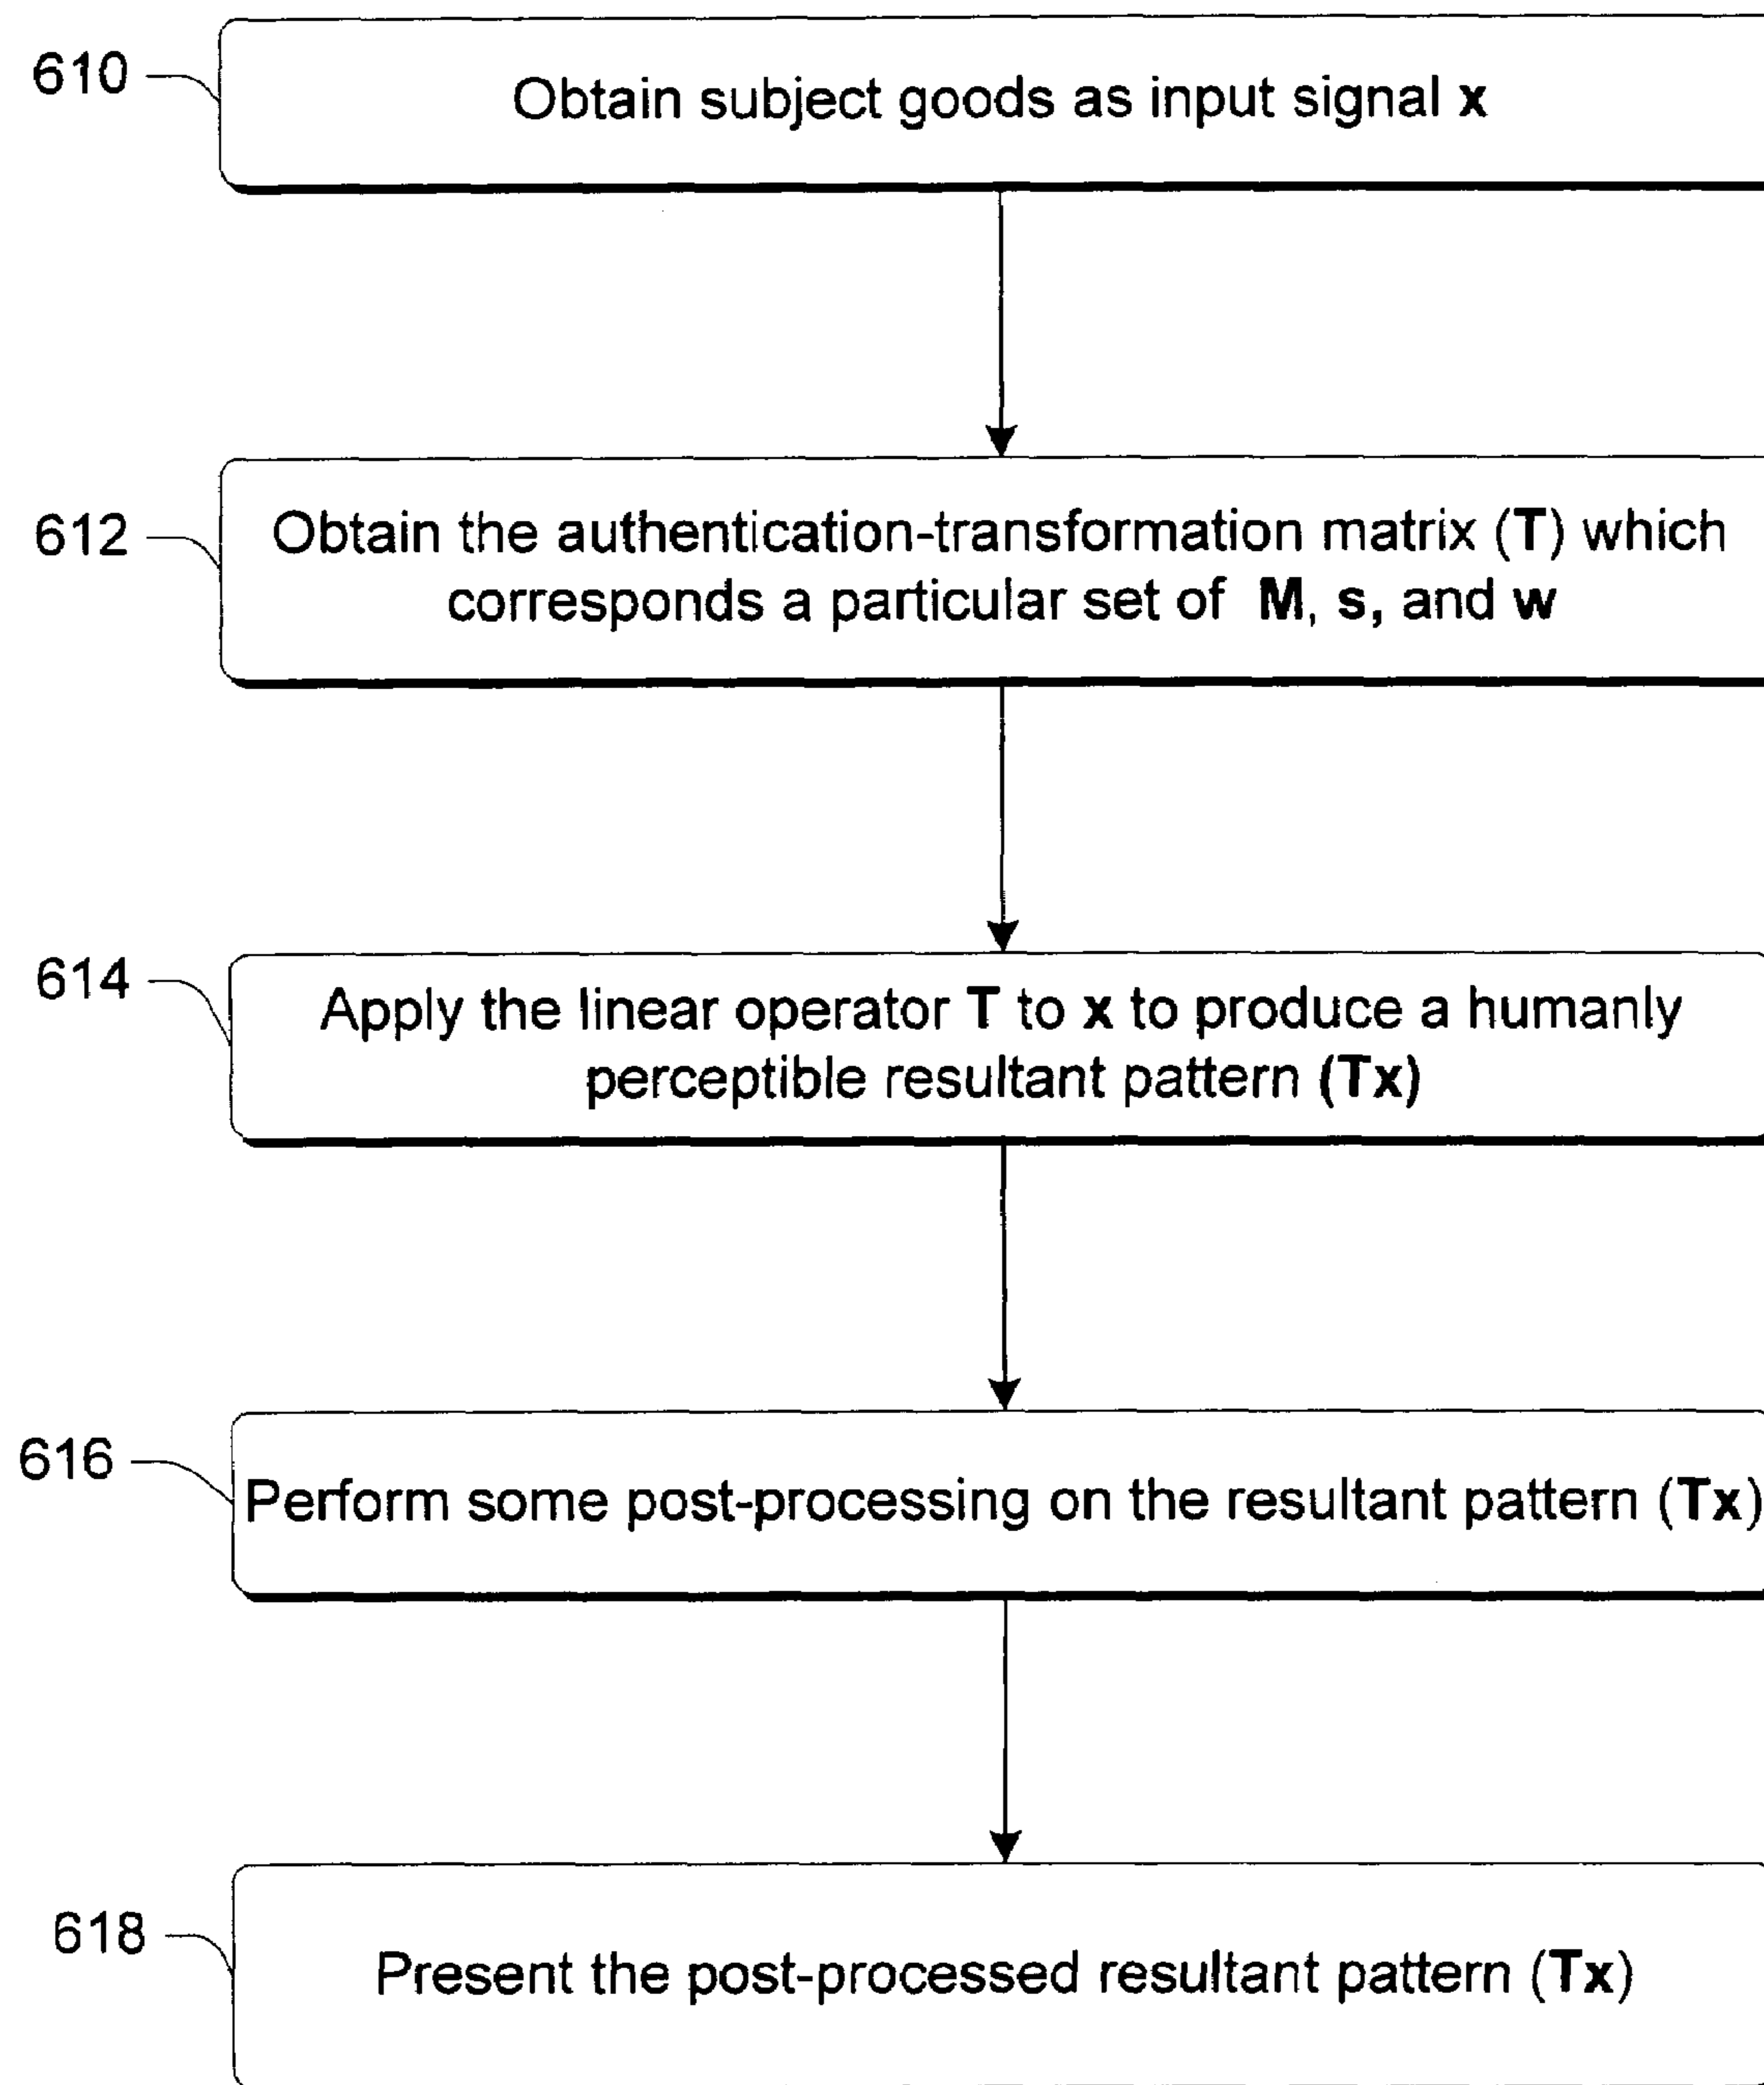 610
Obtain subject goods as input signal x
612
Obtain the authentication-transformation matrix (T) which
corresponds a particular set of M, s, and w
614
Apply the linear operator T to x to produce a humanly
perceptible resultant pattern (Tx)
616
Perform some post-processing on the resultant pattern (Tx)
618
Present the post-processed resultant pattern (Tx)